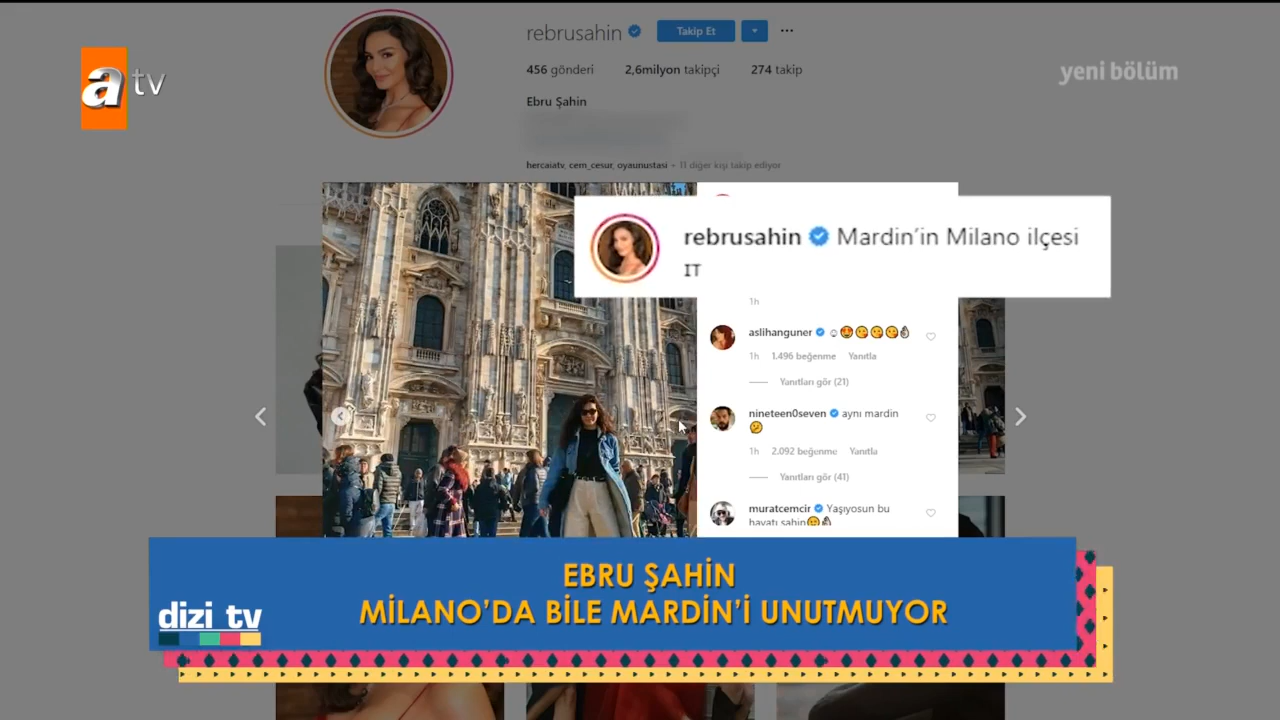 rebrusahin Takip Et
a tv
yeni bölüm
456 gönderi 2,6milyon takipçi 274 takip
Ebru Şahin
hercaiatv, cem_cesur, oyaunustasi + 11 diğer kişi takip ediyor
rebrusahin Mardin'in Milano ilçesi
IT
1h
aslihanguner ☺😍😋😋😋👌
1h 1.496 beğenme Yanıtla
Yanıtları gör (21)
nineteen0seven aynı mardin
🤣
1h 2.092 beğenme Yanıtla
Yanıtları gör (41)
muratcemcir Yaşıyosun bu
hayatı şahin😋👌
EBRU ŞAHİN
MİLANO'DA BİLE MARDİN'İ UNUTMUYOR
dizi tv